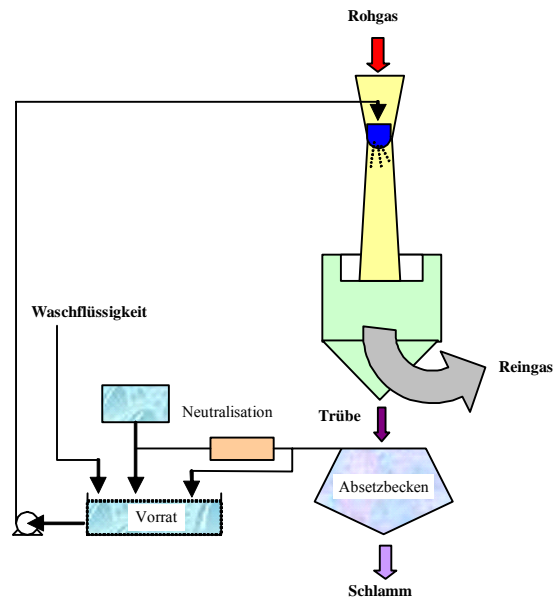 Rohgas
Waschflüssigkeit
Reingas
Neutralisation
Trübe
Absetzbecken
Vorrat
Schlamm